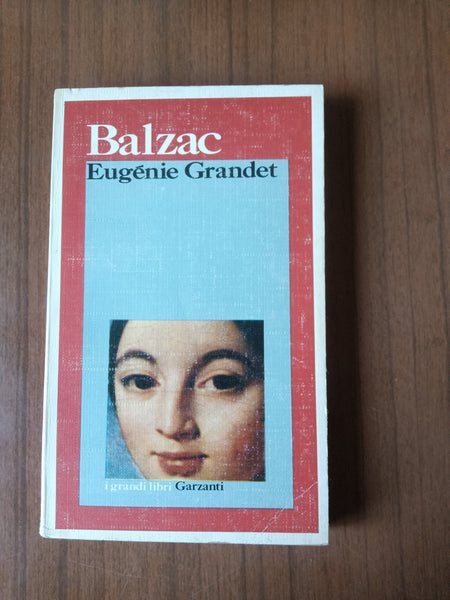 Balzac
Eugénie Grandet
i grandi libri Garzanti